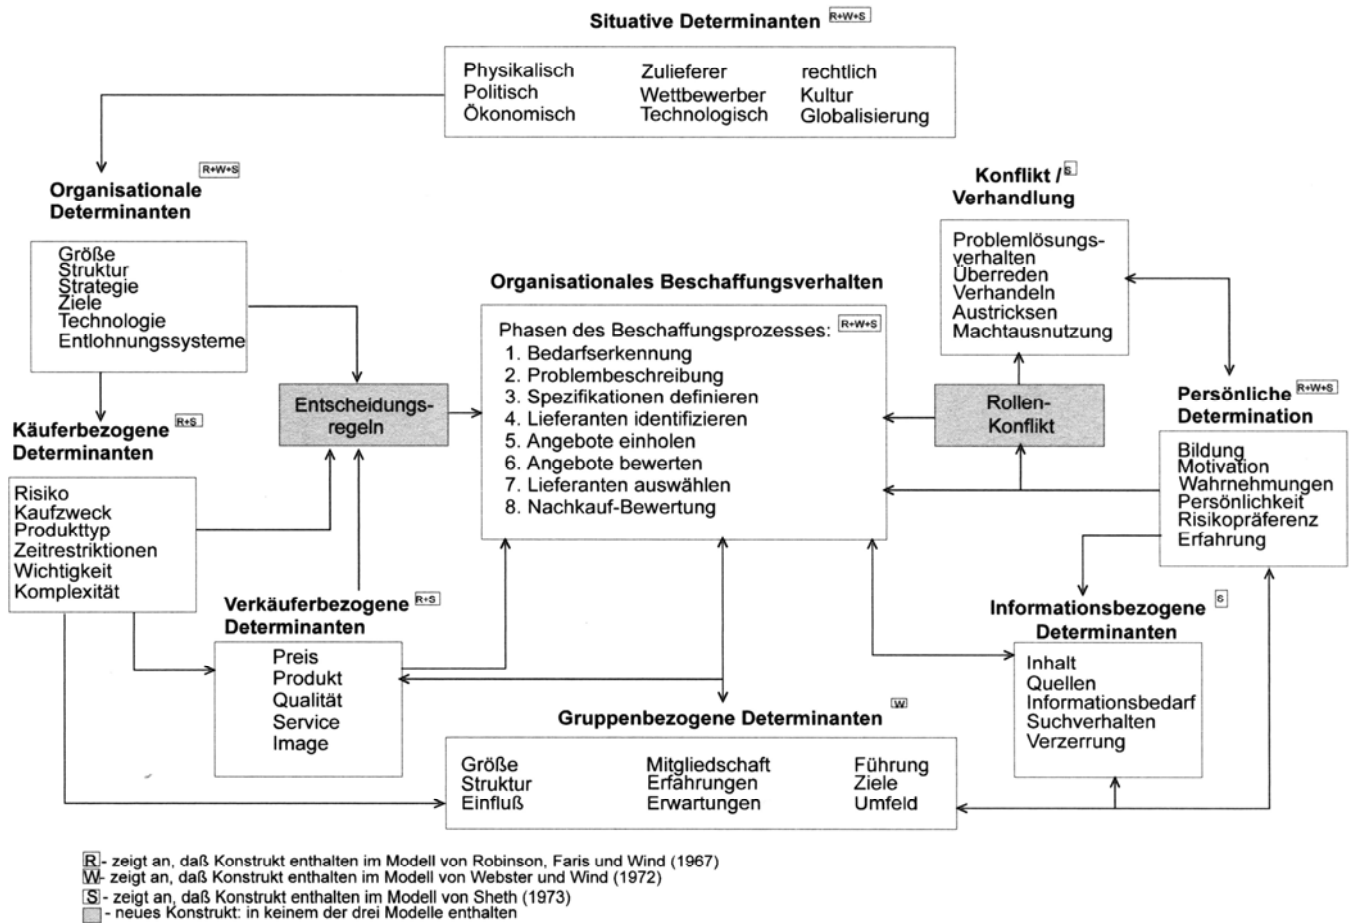 Situative Determinanten R+W+S
Physikalisch Zulieferer rechtlich
Politisch Wettbewerber Kultur
Ökonomisch Technologisch Globalisierung
R+W+S
Organisationale
Determinanten
Größe
Struktur
Strategie
Ziele
Technologie
Entlohnungssysteme
Konflikt / S
Verhandlung
Problemlösungs-
verhalten
Überreden
Verhandeln
Austricksen
Machtausnutzung
Organisationales Beschaffungsverhalten
Phasen des Beschaffungsprozesses: R+W+S
1. Bedarfserkennung
2. Problembeschreibung
3. Spezifikationen definieren
4. Lieferanten identifizieren
5. Angebote einholen
6. Angebote bewerten
7. Lieferanten auswählen
8. Nachkauf-Bewertung
Entscheidungs-
regeln
Rollen-
Konflikt
Persönliche R+W+S
Determination
Bildung
Motivation
Wahrnehmungen
Persönlichkeit
Risikopräferenz
Erfahrung
Käuferbezogene R+S
Determinanten
Risiko
Kaufzweck
Produkttyp
Zeitrestriktionen
Wichtigkeit
Komplexität
Verkäuferbezogene R+S
Determinanten
Preis
Produkt
Qualität
Service
Image
Informationsbezogene S
Determinanten
Inhalt
Quellen
Informationsbedarf
Suchverhalten
Verzerrung
Gruppenbezogene Determinanten W
Größe Mitgliedschaft Führung
Struktur Erfahrungen Ziele
Einfluß Erwartungen Umfeld
R - zeigt an, daß Konstrukt enthalten im Modell von Robinson, Faris und Wind (1967)
W - zeigt an, daß Konstrukt enthalten im Modell von Webster und Wind (1972)
S - zeigt an, daß Konstrukt enthalten im Modell von Sheth (1973)
- neues Konstrukt: in keinem der drei Modelle enthalten